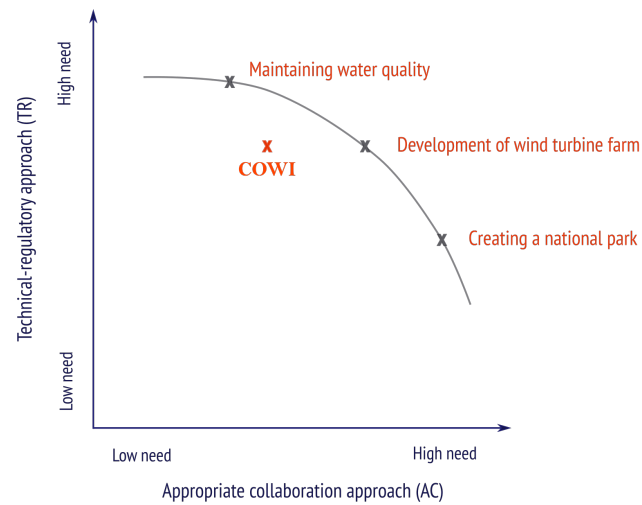 High need
Technical-regulatory approach (TR)
Low need
Maintaining water quality
x
x
COWI
x
Development of wind turbine farm
x
Creating a national park
Low need
High need
Appropriate collaboration approach (AC)